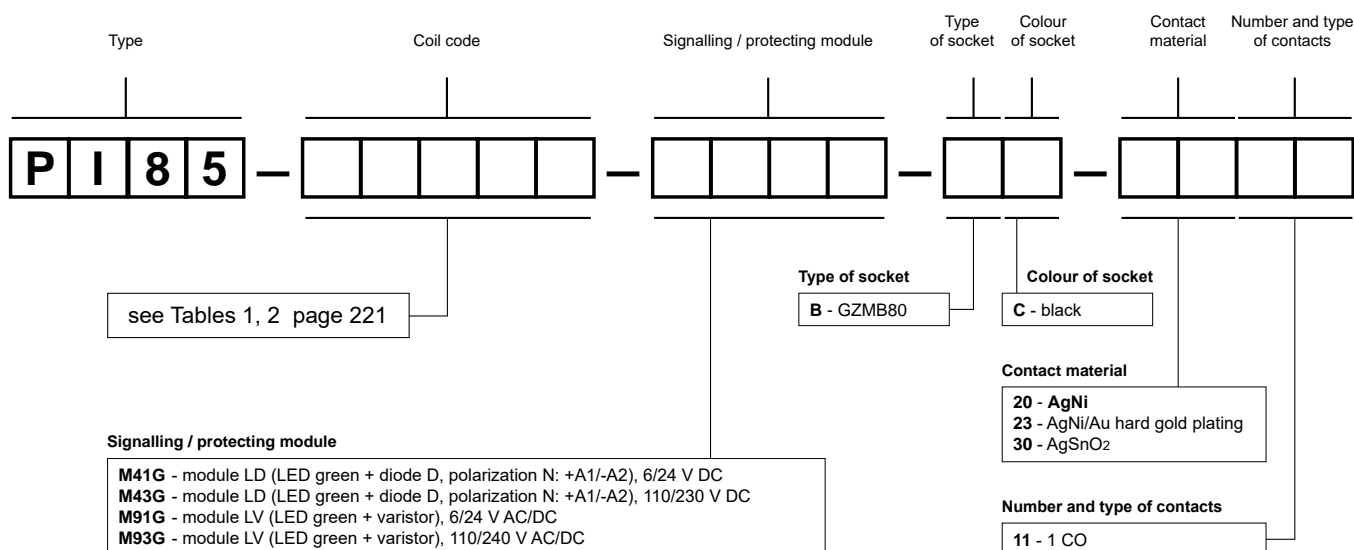 Type
Coil code
Signalling / protecting module
Type
of socket
Colour
of socket
Contact
material
Number and type
of contacts
P I 8 5 – – – –
see Tables 1, 2 page 221
Type of socket
B - GZMB80
Colour of socket
C - black
Contact material
20 - AgNi
23 - AgNi/Au hard gold plating
30 - AgSnO2
Signalling / protecting module
M41G - module LD (LED green + diode D, polarization N: +A1/-A2), 6/24 V DC
M43G - module LD (LED green + diode D, polarization N: +A1/-A2), 110/230 V DC
M91G - module LV (LED green + varistor), 6/24 V AC/DC
M93G - module LV (LED green + varistor), 110/240 V AC/DC
Number and type of contacts
11 - 1 CO